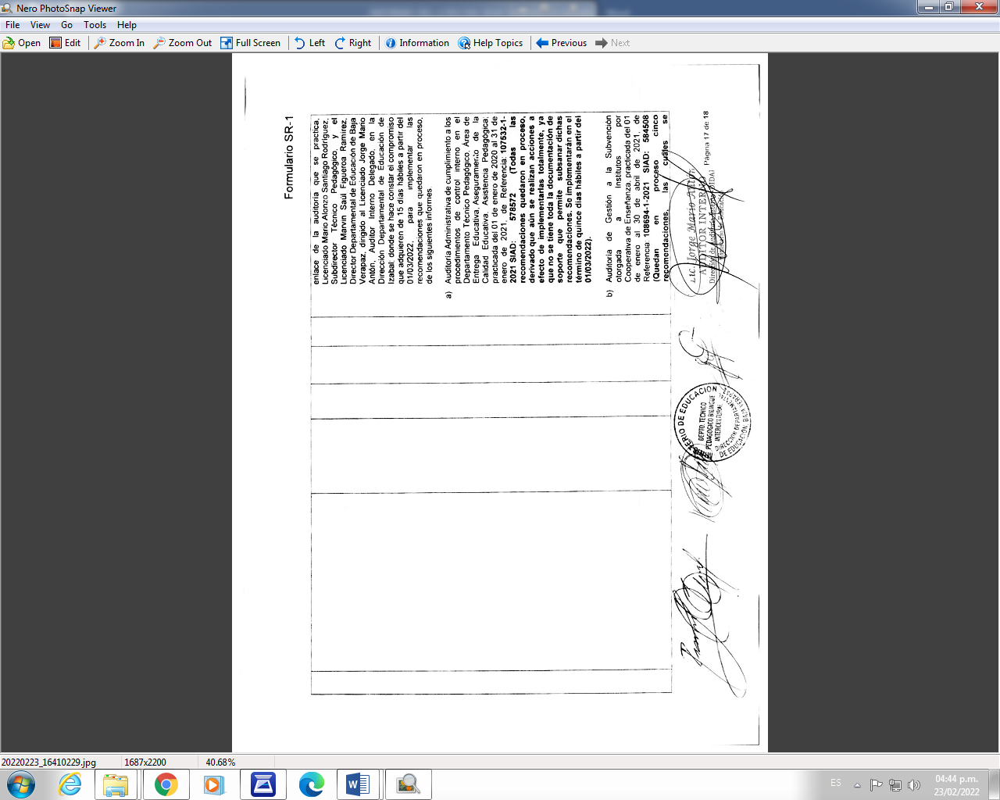 Nero PhotoSnap Viewer
File View Go Tools Help
Open Edit Zoom In Zoom Out Full Screen Left Right Information Help Topics Previous Next
Formulario SR-1
enlace de la auditoria que se practica,
Licenciado Mario Alonzo Santiago Rodríguez,
Subdirector Técnico Pedagógico, y el
Licenciado Marvin Saúl Figueroa Ramírez,
Director Departamental de Educación de Baja
Verapaz, dirigido al Licenciado Jorge Mario
Antón, Auditor Interno Delegado, en la
Dirección Departamental de Educación de
Izabal; donde se hace constar el compromiso
que adquieren de 15 días hábiles a partir del
01/03/2022, para implementar las
recomendaciones que quedaron en proceso,
de los siguientes informes.
a) Auditoria Administrativa de cumplimiento a los
procedimientos de control interno en el
Departamento Técnico Pedagógico, Área de
Entrega Educativa, Aseguramiento de la
Calidad Educativa, Asistencia Pedagógica;
practicada del 01 de enero de 2020 al 31 de
enero de 2021, de Referencia 107532-1-
2021 SIAD: 578572 (Todas las
recomendaciones quedaron en proceso,
derivado que aún se realizan acciones a
efecto de implementarlas totalmente, ya
que no se tiene toda la documentación de
soporte que permite subsanar dichas
recomendaciones. Se implementarán en el
término de quince días hábiles a partir del
01/03/2022).
b) Auditoria de Gestión a la Subvención
otorgada a Institutos por
Cooperativa de Enseñanza, practicada del 01
de enero al 30 de abril de 2021, de
Referencia 108694-1-2021 SIAD: 564508
(Quedan en proceso cinco
recomendaciones, las cuáles se
Lic. Jorge Mario Antón
AUDITOR INTERNO
Página 17 de 18
DEPTO. TECNICO
PEDAGOGICO BILINGUE
INTERCULTURAL
DIRECCION DEPARTAMENTAL
DE EDUCACION, BAJA VERAPAZ
20220223_16410229.jpg 1687x2200 40.68%
ES 04:44 p.m.
23/02/2022